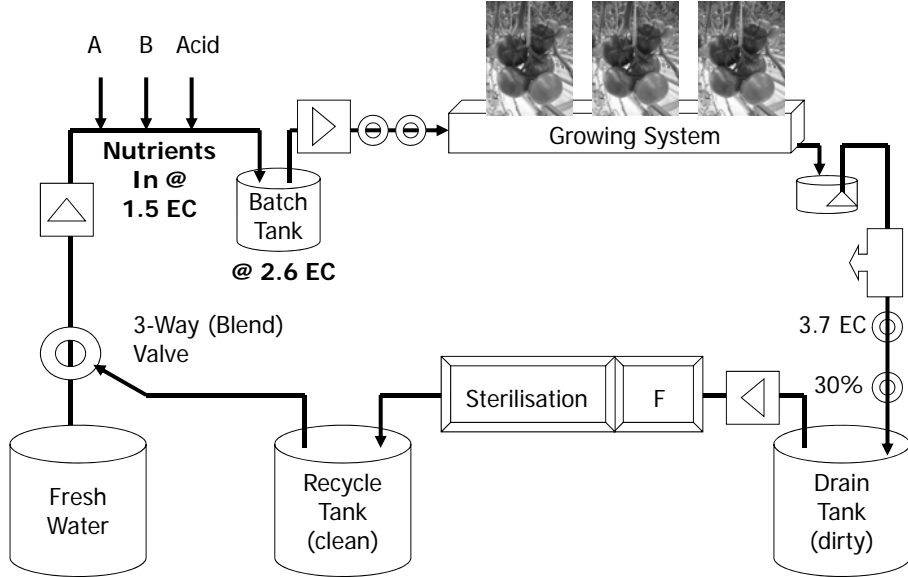 A B Acid
Nutrients
In @
1.5 EC
Batch
Tank
@ 2.6 EC
Growing System
3-Way (Blend)
Valve
3.7 EC
30%
Sterilisation
F
Fresh
Water
Recycle
Tank
(clean)
Drain
Tank
(dirty)